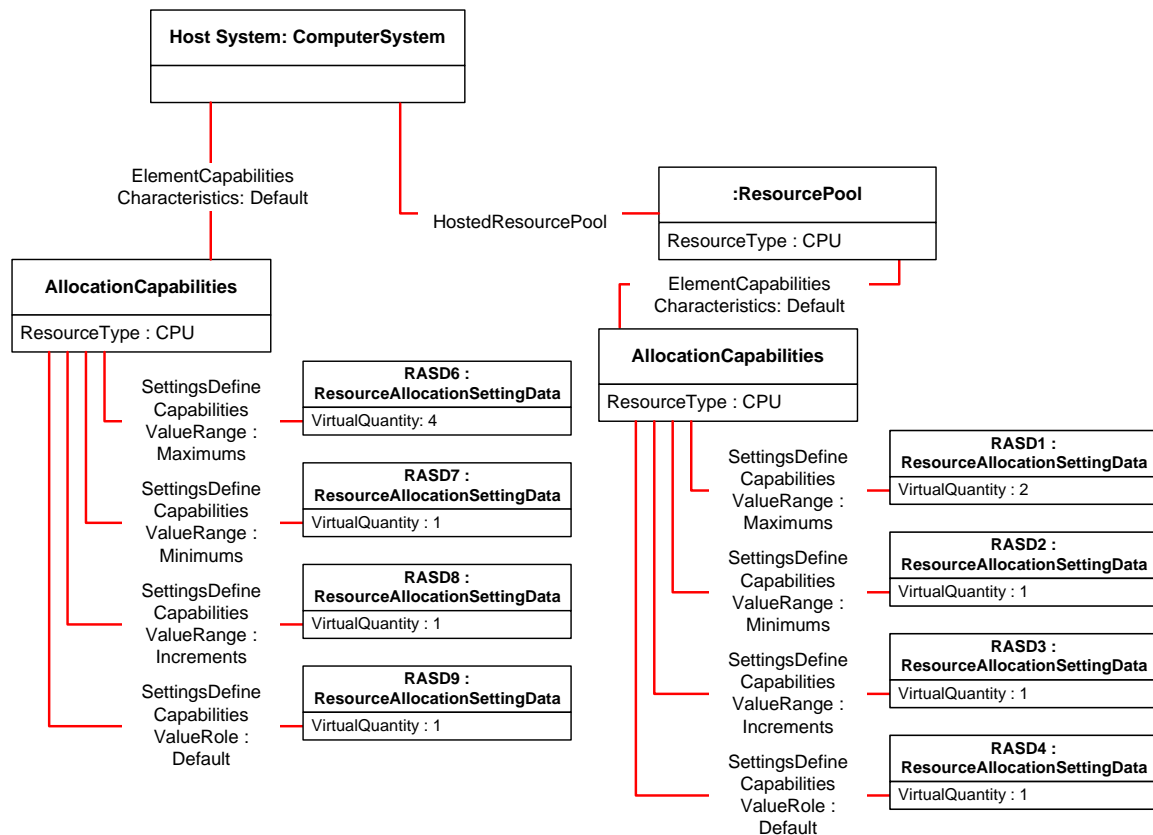 Host System: ComputerSystem
ElementCapabilities
Characteristics: Default
HostedResourcePool
:ResourcePool
ResourceType : CPU
ElementCapabilities
Characteristics: Default
AllocationCapabilities
ResourceType : CPU
SettingsDefine
Capabilities
ValueRange :
Maximums
RASD6 :
ResourceAllocationSettingData
VirtualQuantity: 4
SettingsDefine
Capabilities
ValueRange :
Minimums
RASD7 :
ResourceAllocationSettingData
VirtualQuantity : 1
SettingsDefine
Capabilities
ValueRange :
Increments
RASD8 :
ResourceAllocationSettingData
VirtualQuantity : 1
SettingsDefine
Capabilities
ValueRole :
Default
RASD9 :
ResourceAllocationSettingData
VirtualQuantity : 1
AllocationCapabilities
ResourceType : CPU
SettingsDefine
Capabilities
ValueRange :
Maximums
RASD1 :
ResourceAllocationSettingData
VirtualQuantity : 2
SettingsDefine
Capabilities
ValueRange :
Minimums
RASD2 :
ResourceAllocationSettingData
VirtualQuantity : 1
SettingsDefine
Capabilities
ValueRange :
Increments
RASD3 :
ResourceAllocationSettingData
VirtualQuantity : 1
SettingsDefine
Capabilities
ValueRole :
Default
RASD4 :
ResourceAllocationSettingData
VirtualQuantity : 1